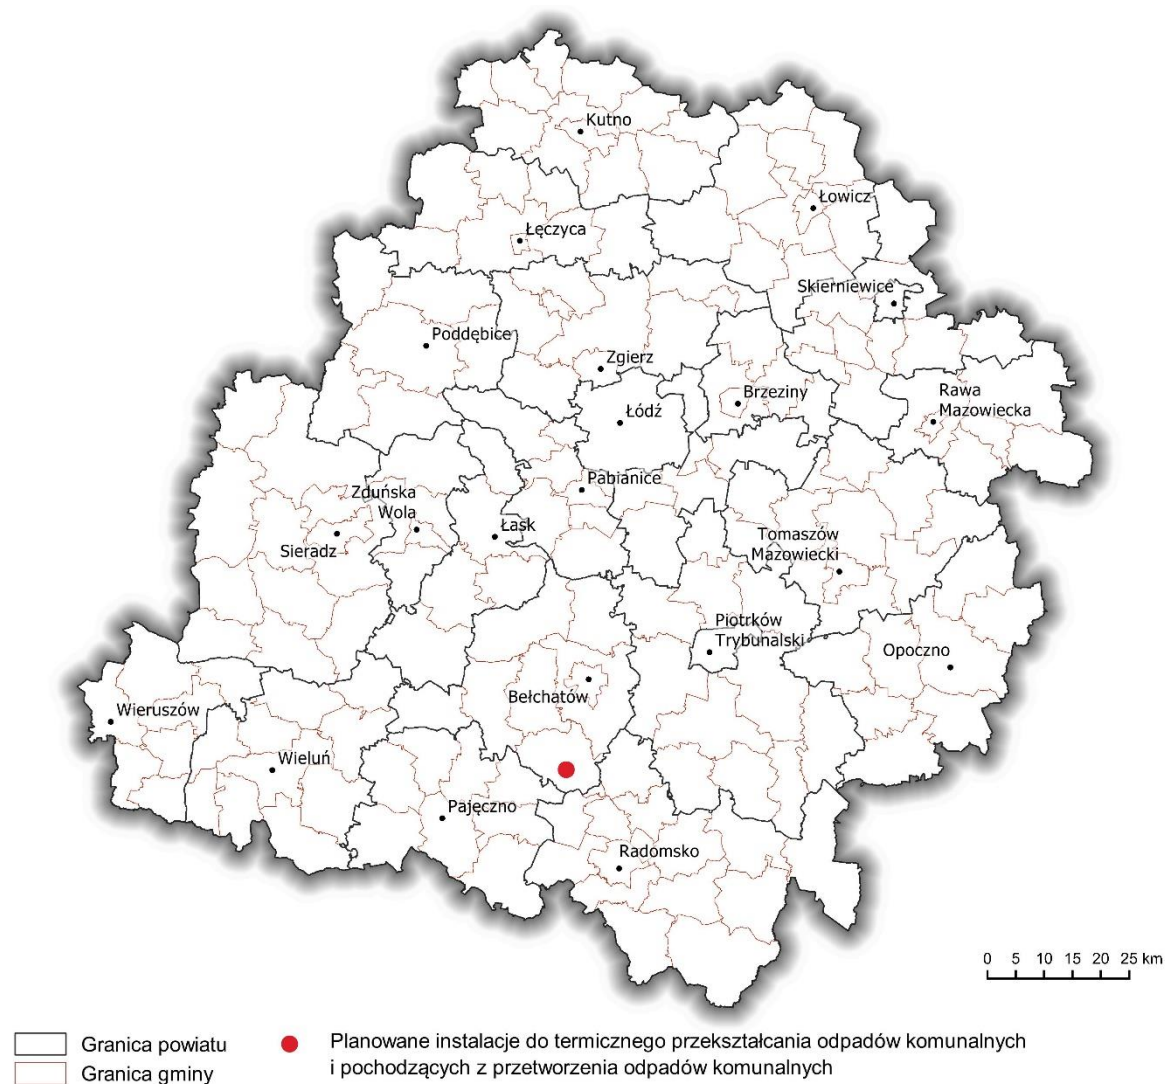 Kutno
Łowicz
Łęczyca
Skierniewice
Poddębice
Zgierz
Brzeziny
Rawa
Mazowiecka
Łódź
Pabianice
Zduńska
Wola
Łask
Sieradz
Tomaszów
Mazowiecki
Piotrków
Trybunalski
Opoczno
Bełchatów
Wieruszów
Wieluń
Pajęczno
Radomsko
0 5 10 15 20 25 km
Granica powiatu
Granica gminy
Planowane instalacje do termicznego przekształcania odpadów komunalnych
i pochodzących z przetworzenia odpadów komunalnych